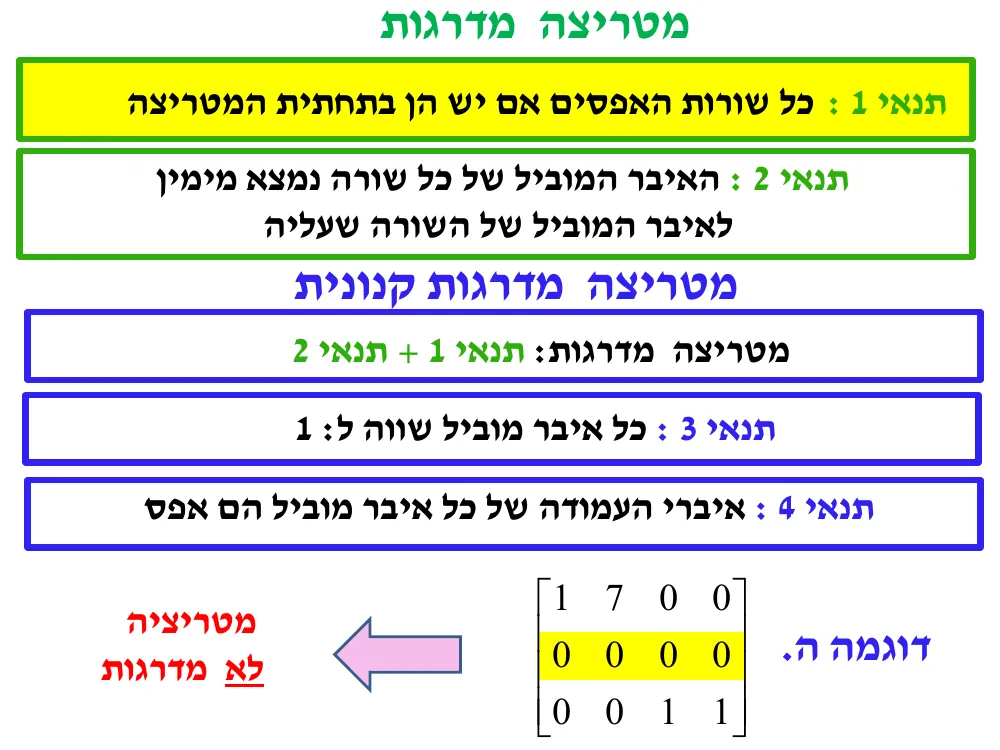 מטריצה מדרגות
תנאי 1 : כל שורות האפסים אם יש הן בתחתית המטריצה
תנאי 2 : האיבר המוביל של כל שורה נמצא מימין
לאיבר המוביל של השורה שעליה
מטריצה מדרגות קנונית
מטריצה מדרגות: תנאי 1 + תנאי 2
תנאי 3 : כל איבר מוביל שווה ל: 1
תנאי 4 : איברי העמודה של כל איבר מוביל הם אפס
דוגמה ה.
1 7 0 0
0 0 0 0
0 0 1 1
מטריציה
לא מדרגות